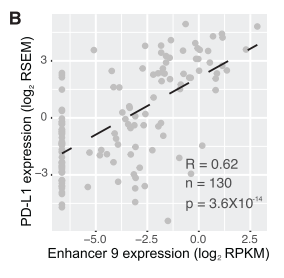 B
PD-L1 expression (log₂ RSEM)
3
0
−3
R = 0.62
n = 130
p = 3.6X10⁻¹⁴
−5.0 −2.5 0.0 2.5
Enhancer 9 expression (log₂ RPKM)